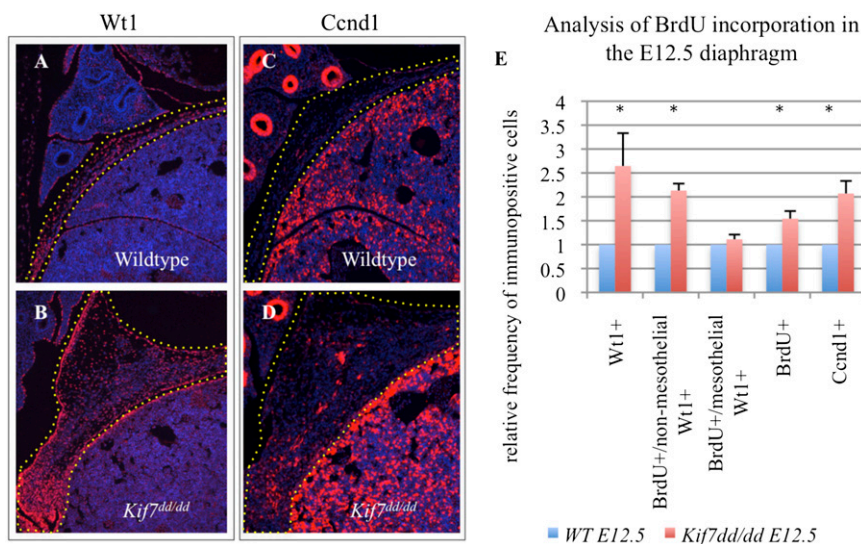 Wt1
Ccnd1
A
Wildtype
B
Kif7dd/dd
C
Wildtype
D
Kif7dd/dd
E
Analysis of BrdU incorporation in
the E12.5 diaphragm
relative frequency of immunopositive cells
4
3.5
3
2.5
2
1.5
1
0.5
0
*
*
*
*
Wt1+
BrdU+/non-mesothelial
Wt1+
BrdU+/mesothelial
Wt1+
BrdU+
Ccnd1+
WT E12.5
Kif7dd/dd E12.5